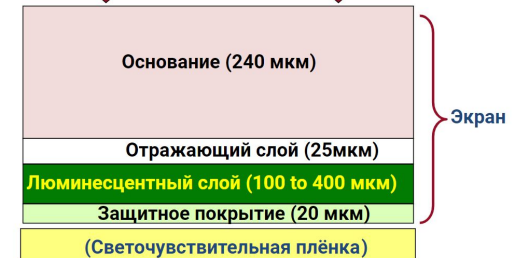 Основание (240 мкм)
Экран
Отражающий слой (25мкм)
Люминесцентный слой (100 to 400 мкм)
Защитное покрытие (20 мкм)
(Светочувствительная плёнка)